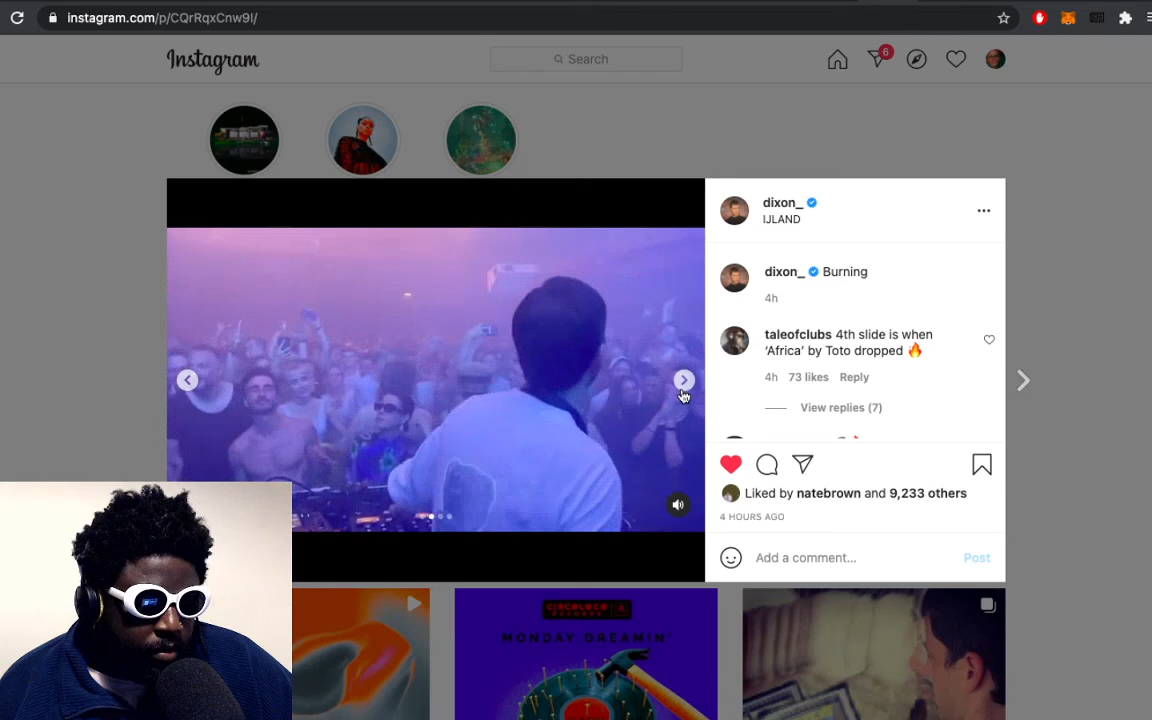 instagram.com/p/CQrRqxCnw9I/
Instagram
Search
6
dixon_
IJLAND
dixon_ Burning
4h
taleofclubs 4th slide is when
‘Africa’ by Toto dropped 🔥
4h 73 likes Reply
View replies (7)
Liked by natebrown and 9,233 others
4 HOURS AGO
Add a comment... Post
CIRCOLOCO
RECORDS
MONDAY DREAMIN'